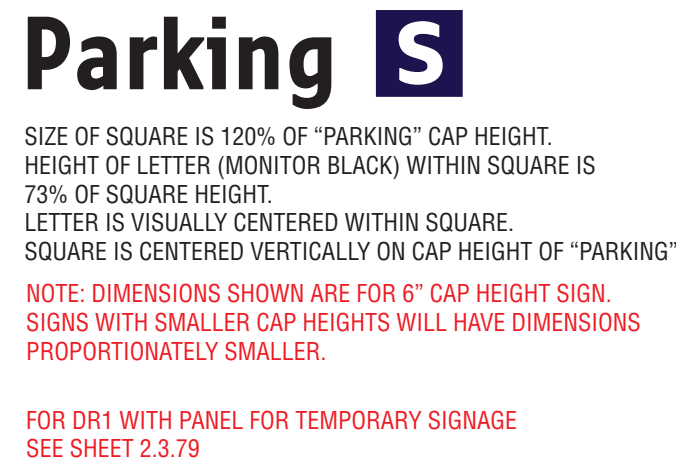 Parking S
SIZE OF SQUARE IS 120% OF “PARKING” CAP HEIGHT.
HEIGHT OF LETTER (MONITOR BLACK) WITHIN SQUARE IS
73% OF SQUARE HEIGHT.
LETTER IS VISUALLY CENTERED WITHIN SQUARE.
SQUARE IS CENTERED VERTICALLY ON CAP HEIGHT OF “PARKING”
NOTE: DIMENSIONS SHOWN ARE FOR 6” CAP HEIGHT SIGN.
SIGNS WITH SMALLER CAP HEIGHTS WILL HAVE DIMENSIONS
PROPORTIONATELY SMALLER.
FOR DR1 WITH PANEL FOR TEMPORARY SIGNAGE
SEE SHEET 2.3.79